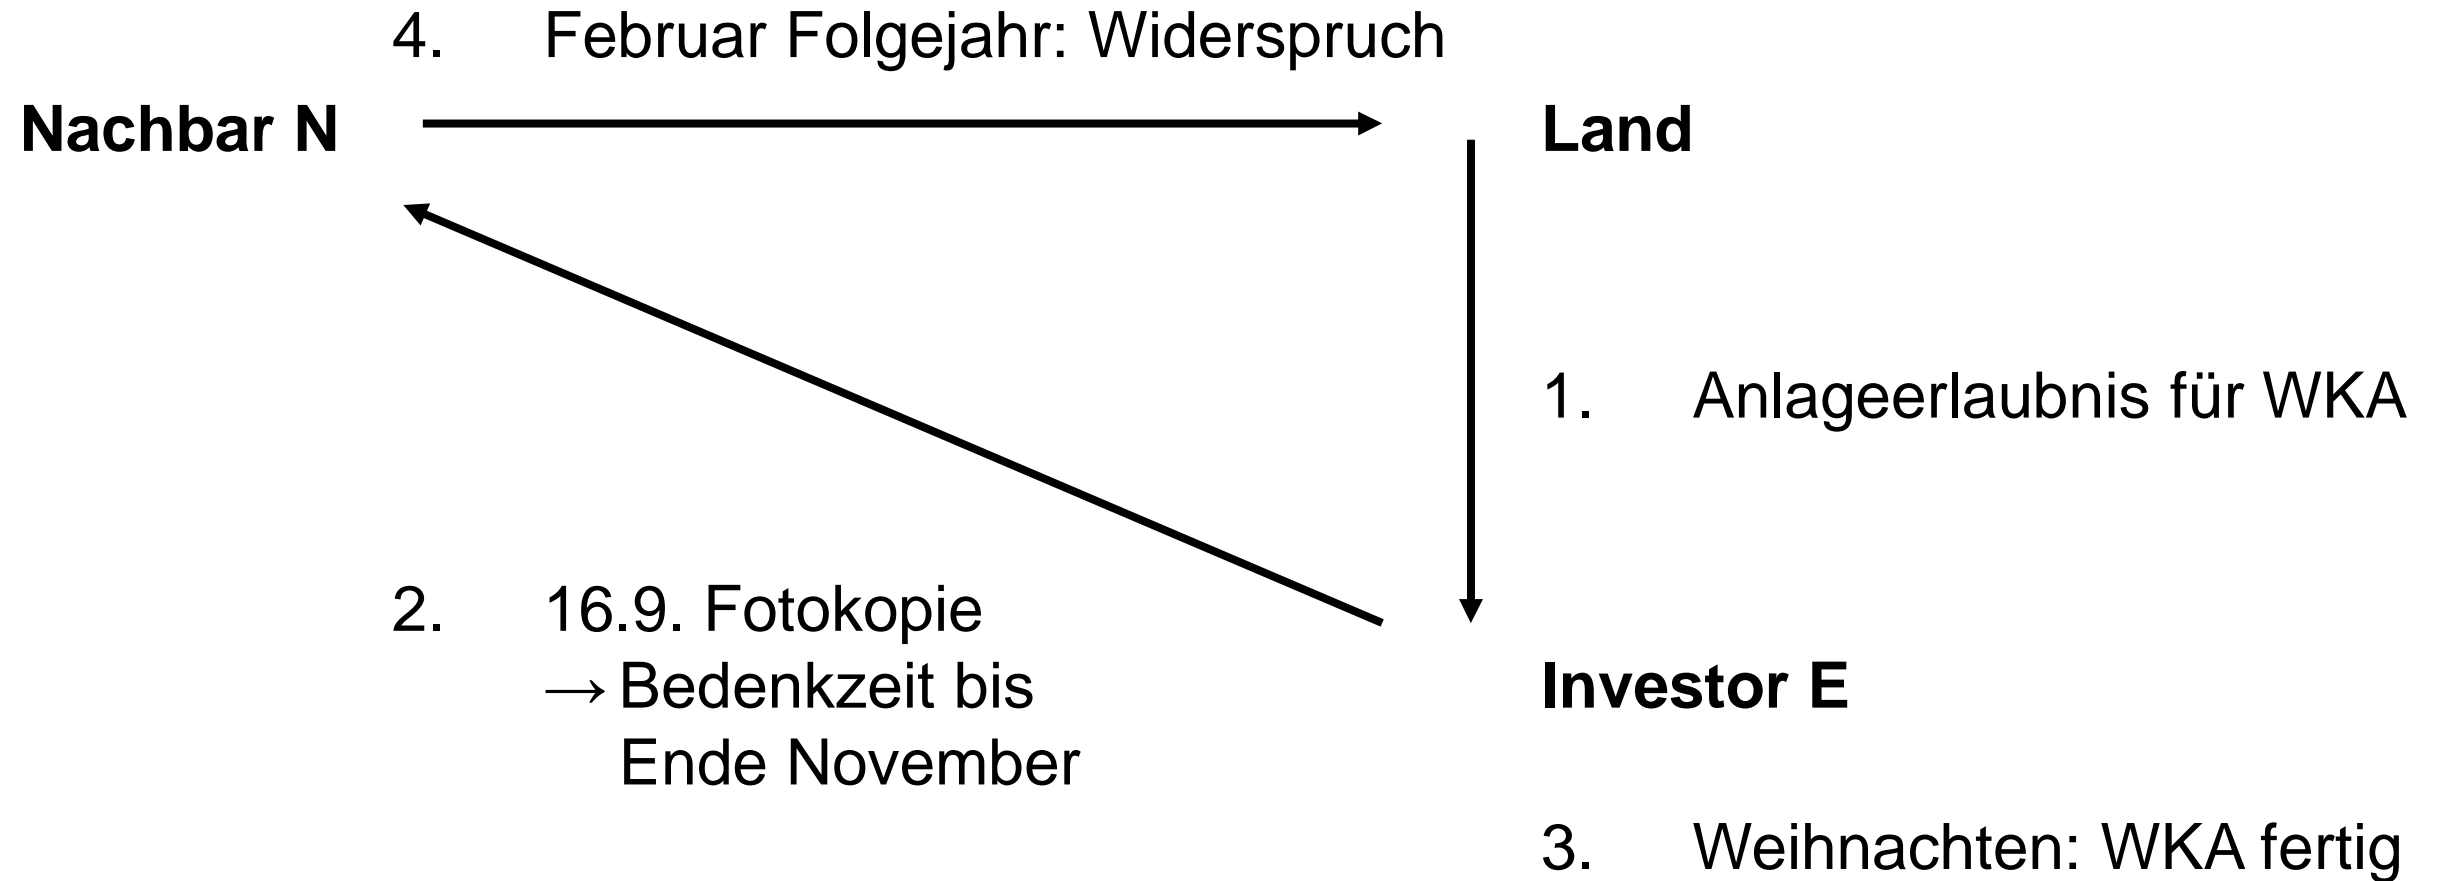 4. Februar Folgejahr: Widerspruch
Nachbar N
Land
1. Anlageerlaubnis für WKA
2. 16.9. Fotokopie
→ Bedenkzeit bis
Ende November
Investor E
3. Weihnachten: WKA fertig